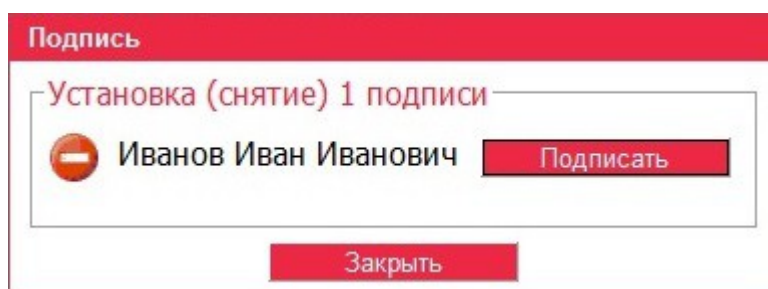 Подпись
Установка (снятие) 1 подписи
Иванов Иван Иванович Подписать
Закрыть